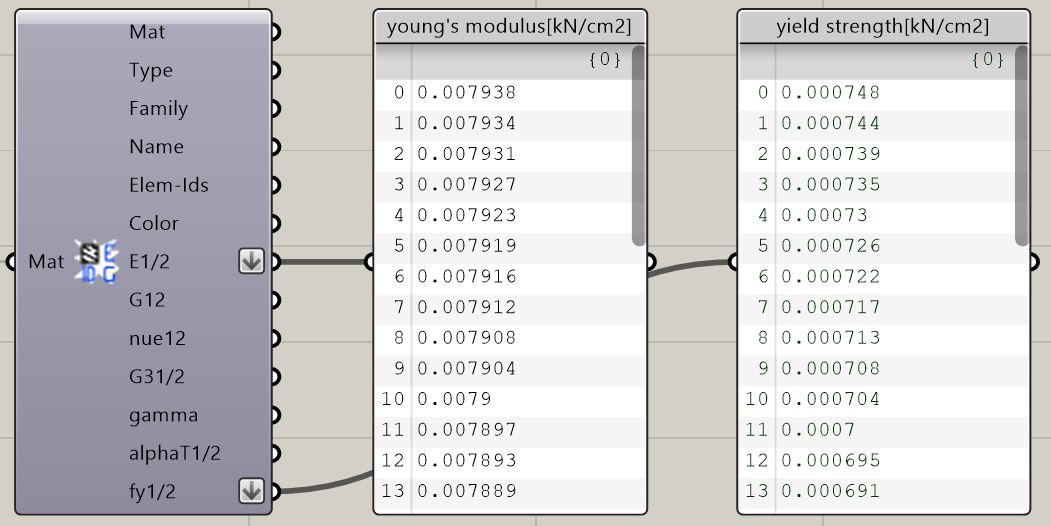 Mat
Type
Family
Name
Elem-Ids
Color
Mat
E1/2
G12
nue12
G31/2
gamma
alphaT1/2
fy1/2
young's modulus[kN/cm2]
{0}
0 0.007938
1 0.007934
2 0.007931
3 0.007927
4 0.007923
5 0.007919
6 0.007916
7 0.007912
8 0.007908
9 0.007904
10 0.0079
11 0.007897
12 0.007893
13 0.007889
yield strength[kN/cm2]
{0}
0 0.000748
1 0.000744
2 0.000739
3 0.000735
4 0.00073
5 0.000726
6 0.000722
7 0.000717
8 0.000713
9 0.000708
10 0.000704
11 0.0007
12 0.000695
13 0.000691